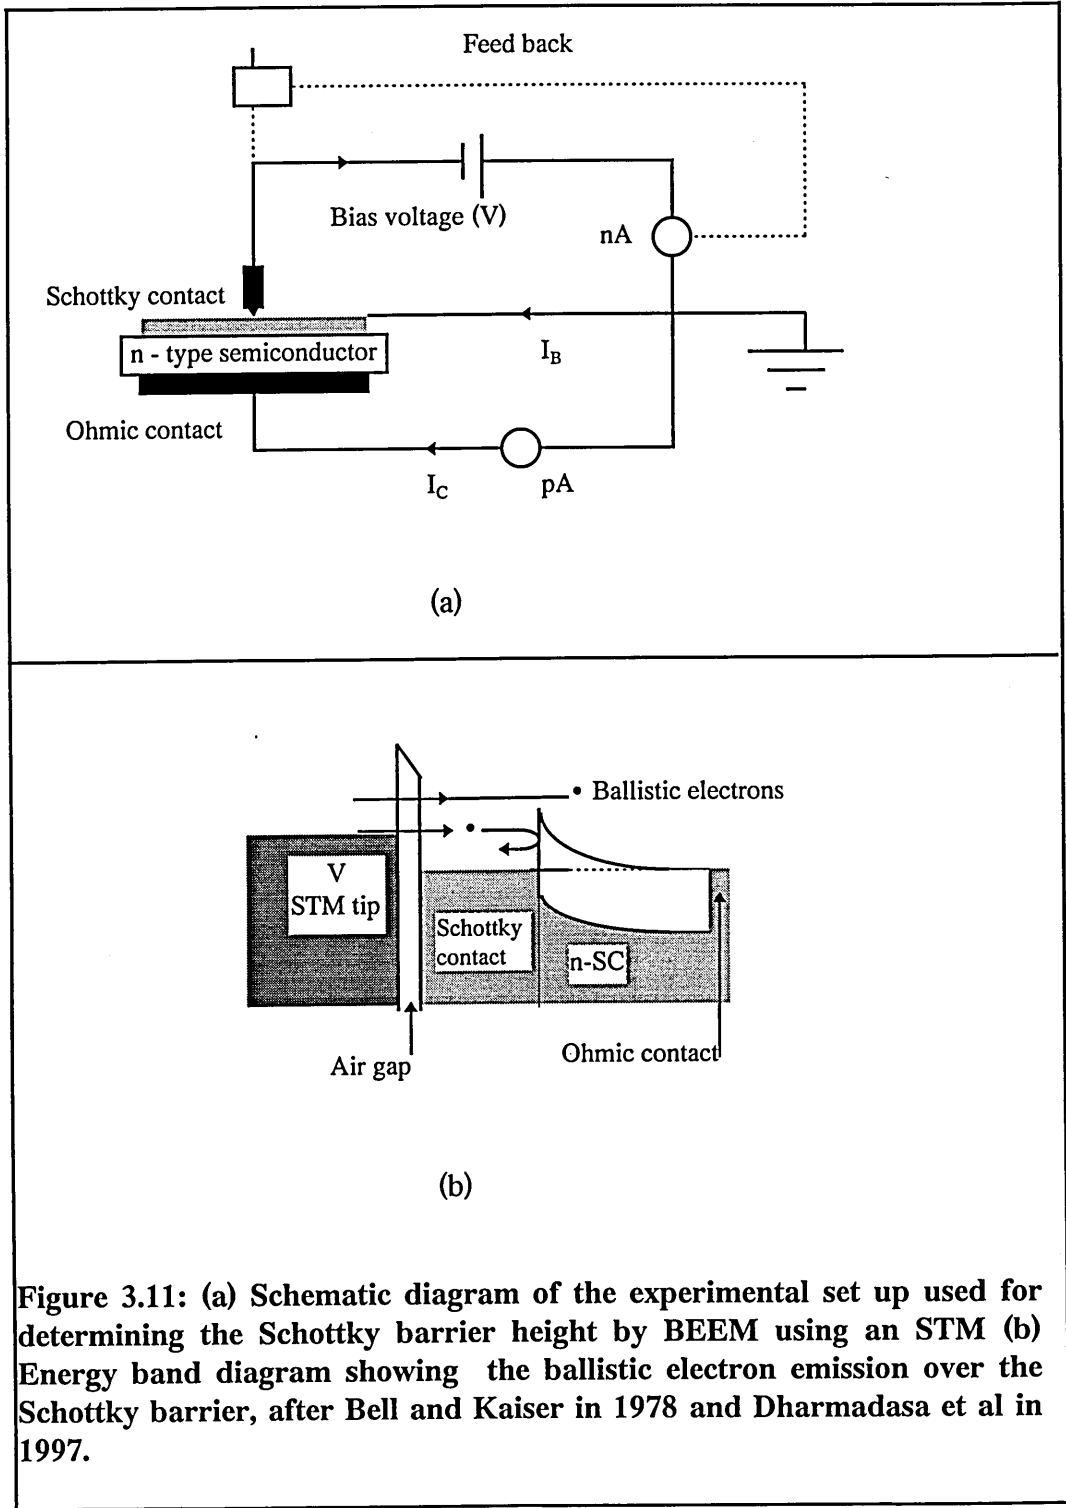 Feed back
Bias voltage (V)
nA
Schottky contact
n - type semiconductor
I_B
Ohmic contact
I_C
pA
(a)
• Ballistic electrons
V
STM tip
Schottky
contact
n-SC
Ohmic contact
Air gap
(b)
Figure 3.11: (a) Schematic diagram of the experimental set up used for
determining the Schottky barrier height by BEEM using an STM (b)
Energy band diagram showing the ballistic electron emission over the
Schottky barrier, after Bell and Kaiser in 1978 and Dharmadasa et al in
1997.